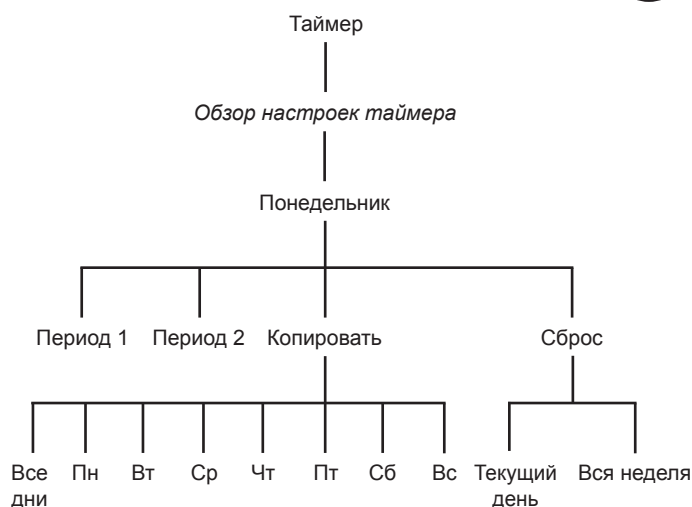 Таймер
Обзор настроек таймера
Понедельник
Период 1 Период 2 Копировать Сброс
Все дни Пн Вт Ср Чт Пт Сб Вс Текущий день Вся неделя